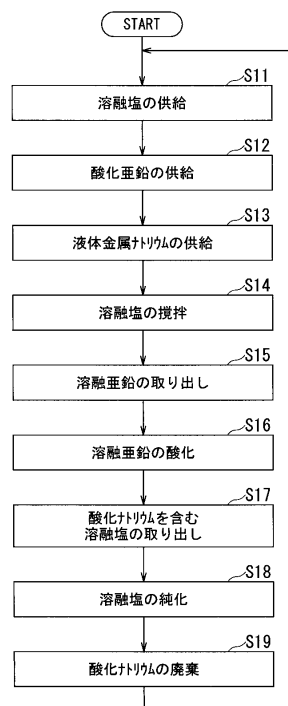 START
S11
溶融塩の供給
S12
酸化亜鉛の供給
S13
液体金属ﾅﾄﾘｳﾑの供給
S14
溶融塩の撹拌
S15
溶融亜鉛の取り出し
S16
溶融亜鉛の酸化
S17
酸化ﾅﾄﾘｳﾑを含む
溶融塩の取り出し
S18
溶融塩の純化
S19
酸化ﾅﾄﾘｳﾑの廃棄